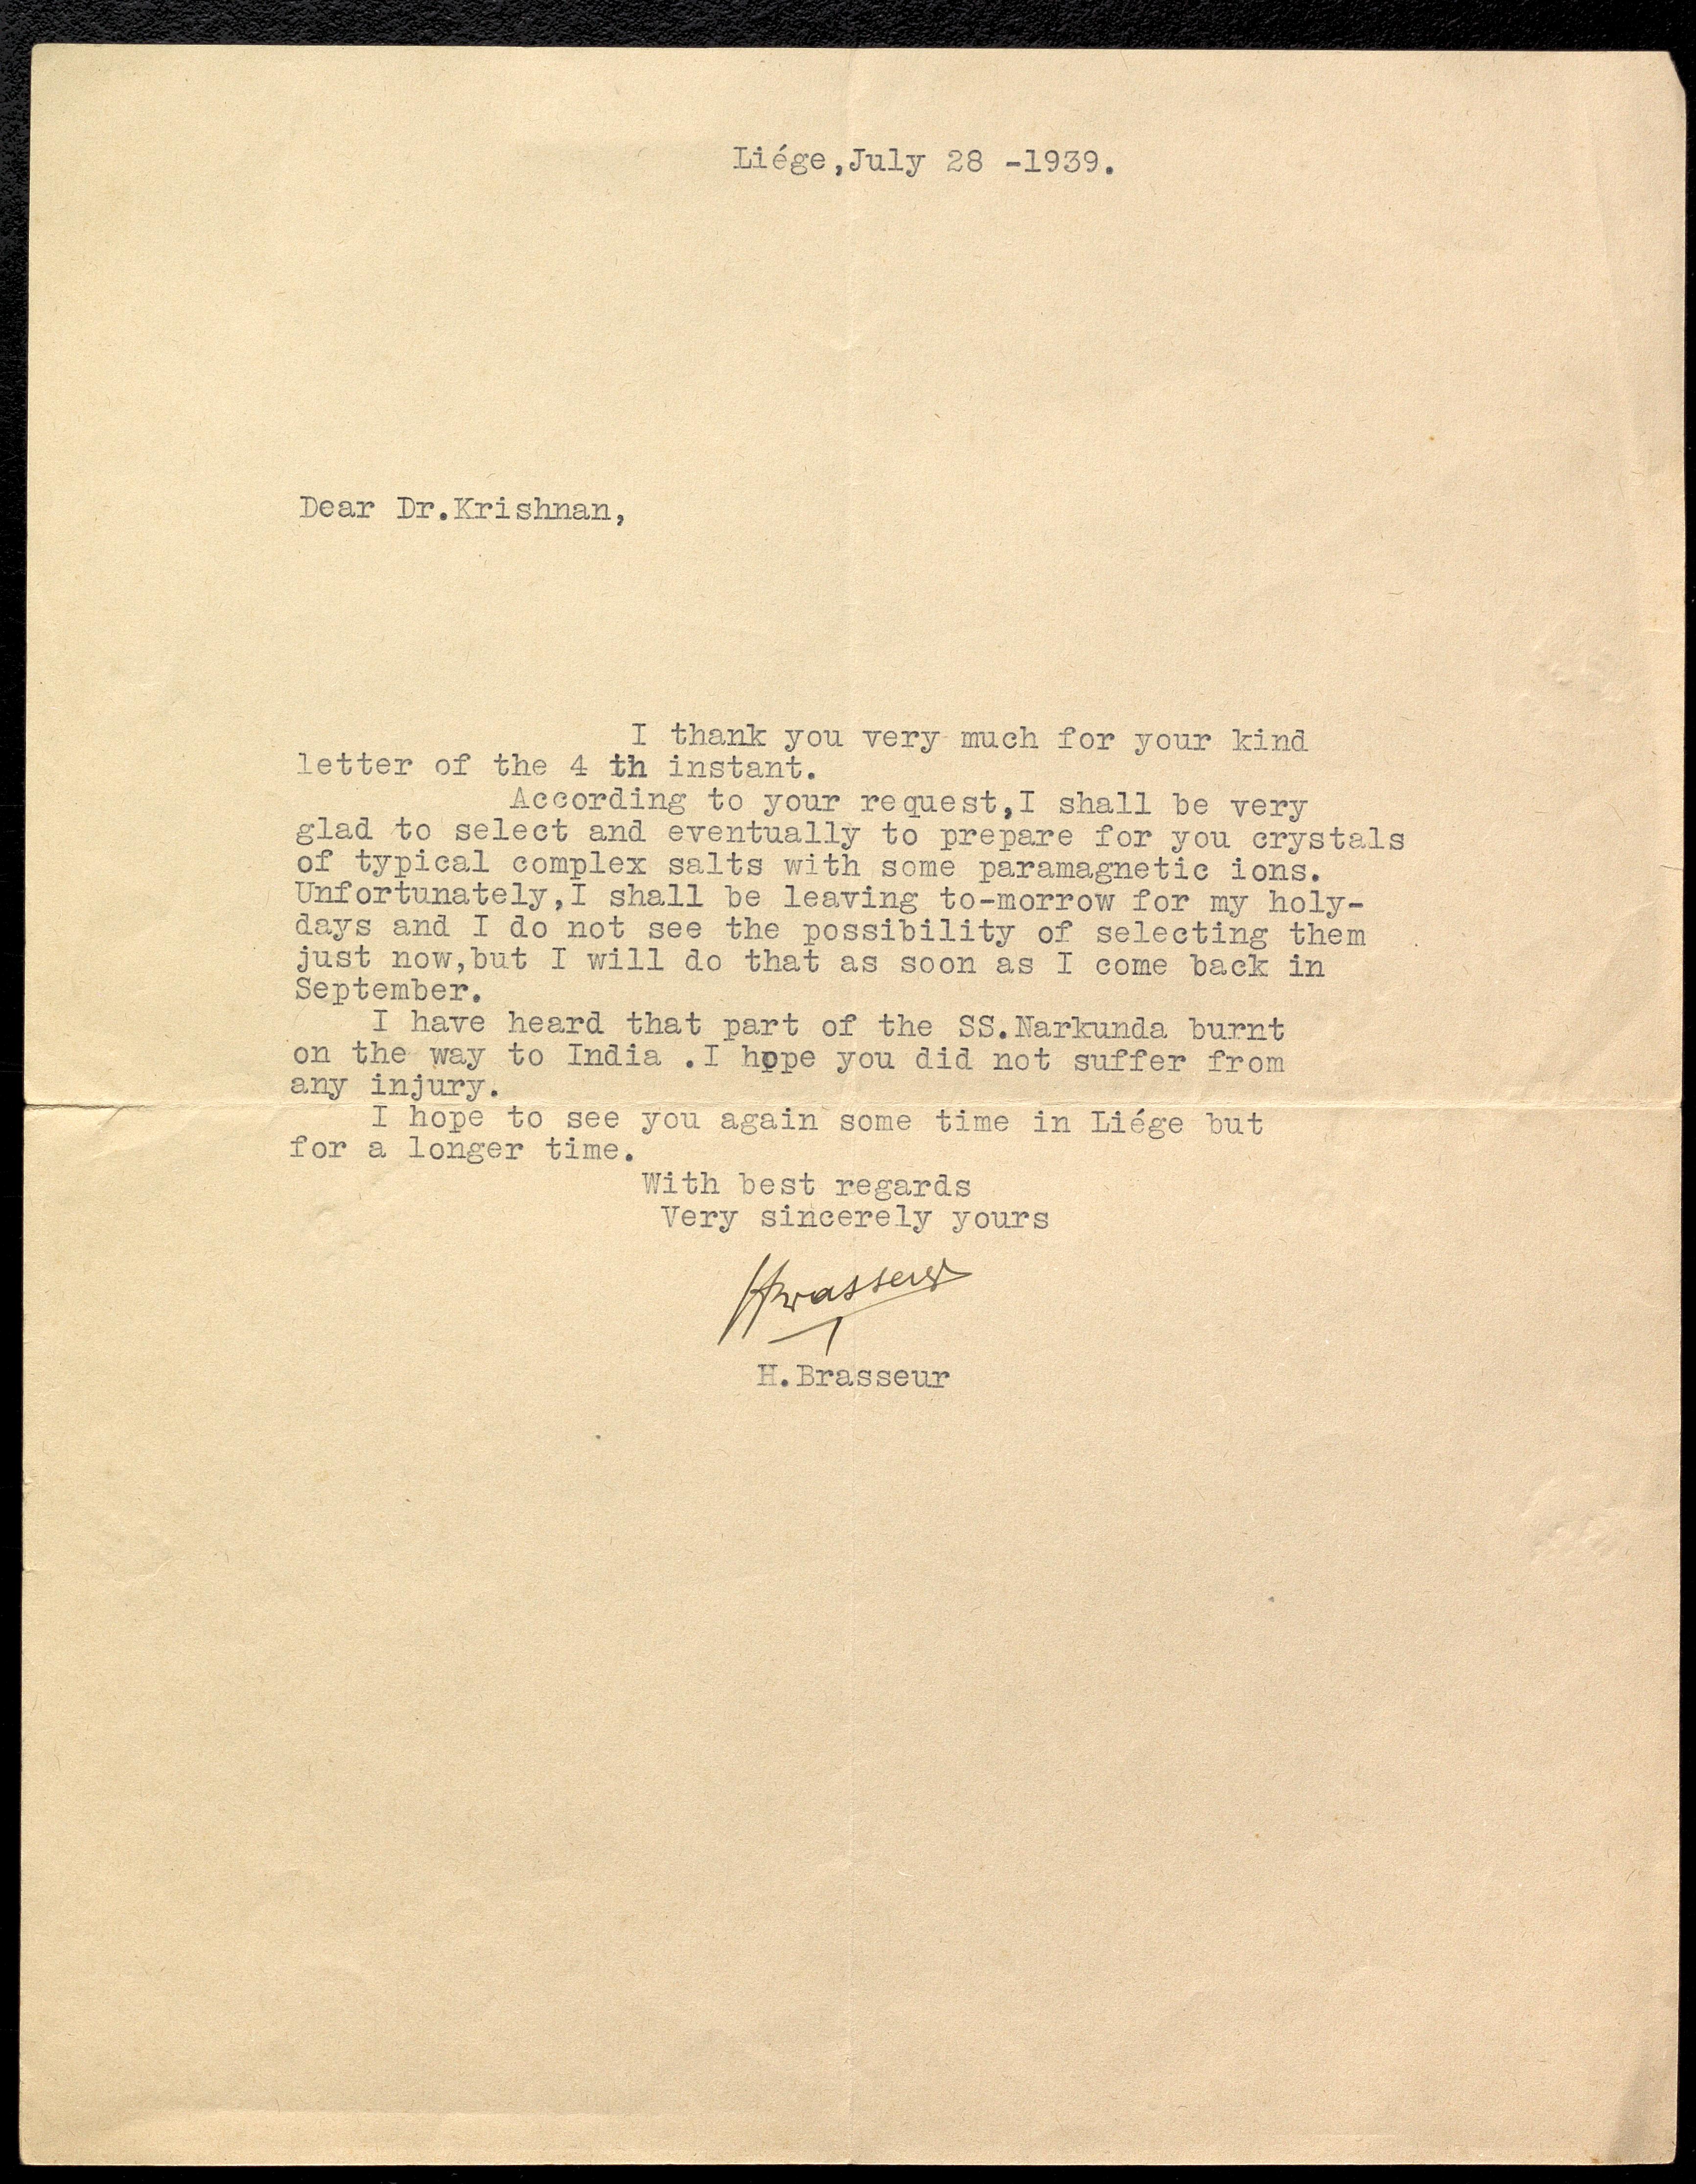 Liége,July 28 -1939.
Dear Dr.Krishnan,
I thank you very much for your kind
letter of the 4 th instant.
According to your request,I shall be very
glad to select and eventually to prepare for you crystals
of typical complex salts with some paramagnetic ions.
Unfortunately,I shall be leaving to-morrow for my holy-
days and I do not see the possibility of selecting them
just now,but I will do that as soon as I come back in
September.
I have heard that part of the SS.Narkunda burnt
on the way to India .I hope you did not suffer from
any injury.
I hope to see you again some time in Liége but
for a longer time.
With best regards
Very sincerely yours
HBrasseur
H.Brasseur